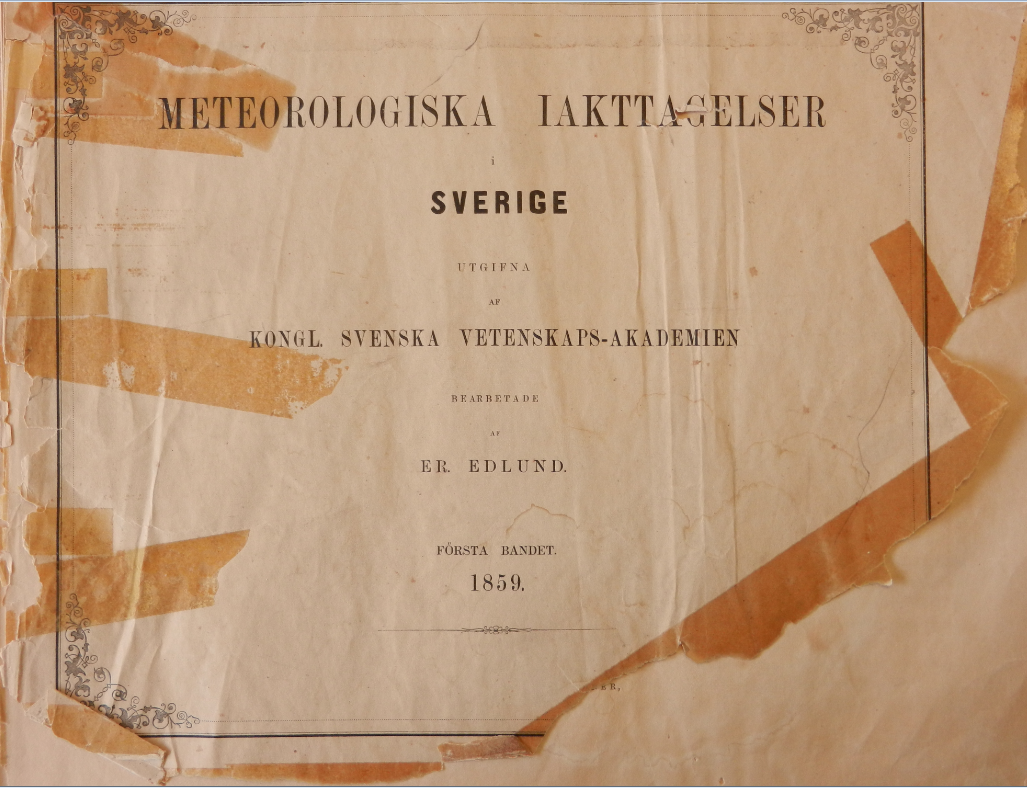 METEOROLOGISKA IAKTTAGELSER
i
SVERIGE
UTGIFNA
AF
KONGL. SVENSKA VETENSKAPS-AKADEMIEN
BEARBETADE
AF
ER. EDLUND.
FÖRSTA BANDET.
1859.